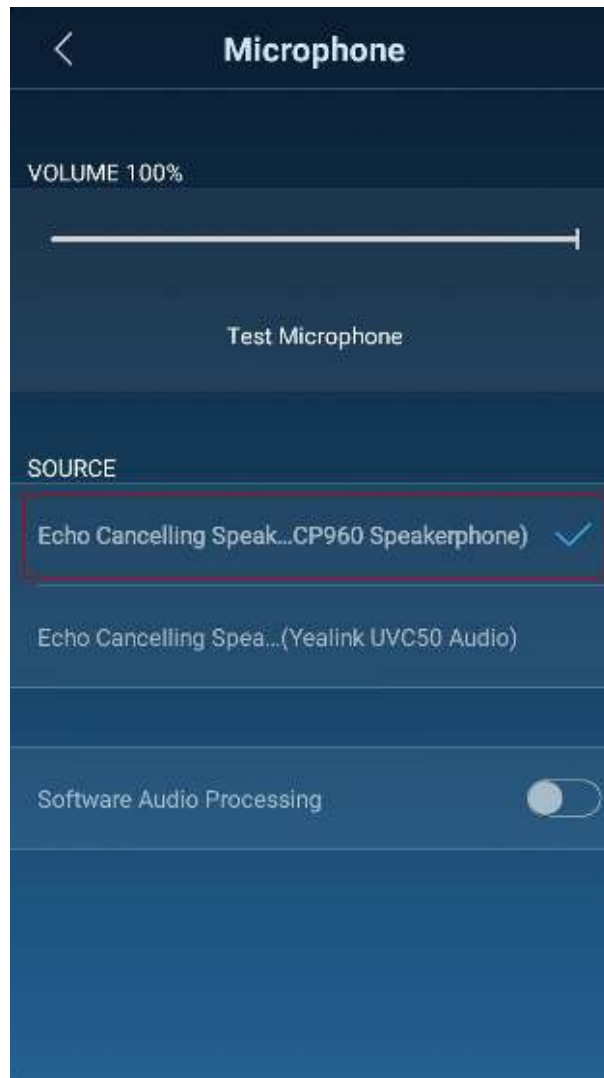 Microphone
VOLUME 100%
Test Microphone
SOURCE
Echo Cancelling Speak...CP960 Speakerphone)
Echo Cancelling Spea...(Yealink UVC50 Audio)
Software Audio Processing